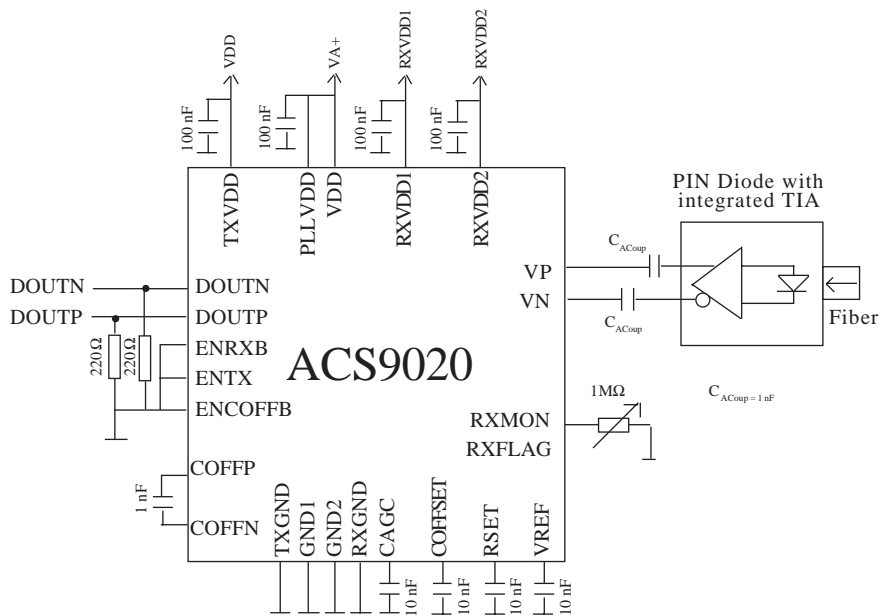 VDD
VA+
RXVDD1
RXVDD2
100 nF
100 nF
100 nF
100 nF
TXVDD
PLLVDD
VDD
RXVDD1
RXVDD2
PIN Diode with
integrated TIA
C ACoup
VP
VN
C ACoup
Fiber
DOUTN
DOUTN
DOUTP
DOUTP
220Ω
220Ω
ENRXB
ENTX
ENCOFFB
ACS9020
1MΩ
C ACoup = 1 nF
RXMON
RXFLAG
COFFP
1 nF
COFFN
TXGND
GND1
GND2
RXGND
CAGC
COFFSET
RSET
VREF
10 nF
10 nF
10 nF
10 nF